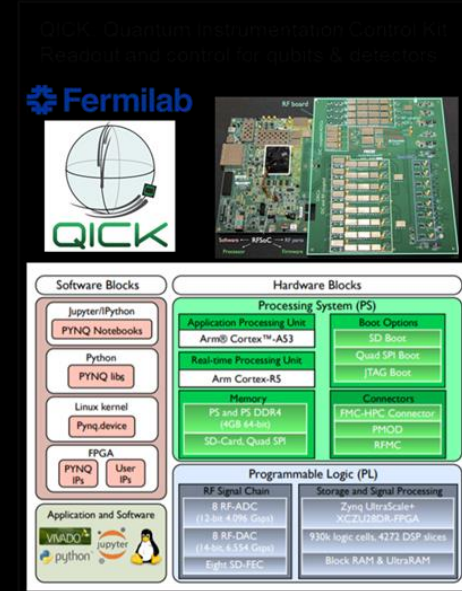 QICK, Quantum Instrumentation Control Kit
Readout and control for qubits & detectors
Fermilab
QICK
RF board
Software RFSoC RF ports
Processor Firmware
Software Blocks
Jupyter/IPython
PYNQ Notebooks
Python
PYNQ libs
Linux kernel
Pynq.device
FPGA
PYNQ IPs
User IPs
Application and Software
VIVADO
jupyter
python
Hardware Blocks
Processing System (PS)
Application Processing Unit
Arm® Cortex™-A53
Real-time Processing Unit
Arm Cortex-R5
Memory
PS and PS DDR4
(4GB 64-bit)
SD-Card, Quad SPI
Boot Options
SD Boot
Quad SPI Boot
JTAG Boot
Connectors
FMC-HPC Connector
PMOD
RFMC
Programmable Logic (PL)
RF Signal Chain
8 RF-ADC
(12-bit 4.096 Gsps)
8 RF-DAC
(14-bit, 6.554 Gsps)
Eight SD-FEC
Storage and Signal Processing
Zynq UltraScale+
XCZU28DR-FPGA
930k logic cells, 4272 DSP slices
Block RAM & UltraRAM